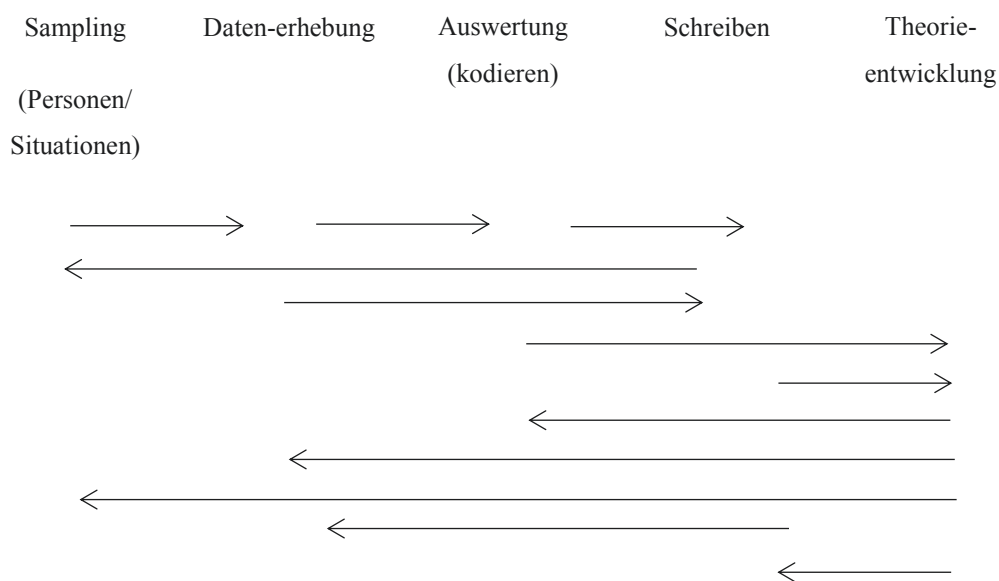 Sampling
(Personen/
Situationen)
Daten-erhebung
Auswertung
(kodieren)
Schreiben
Theorie-
entwicklung